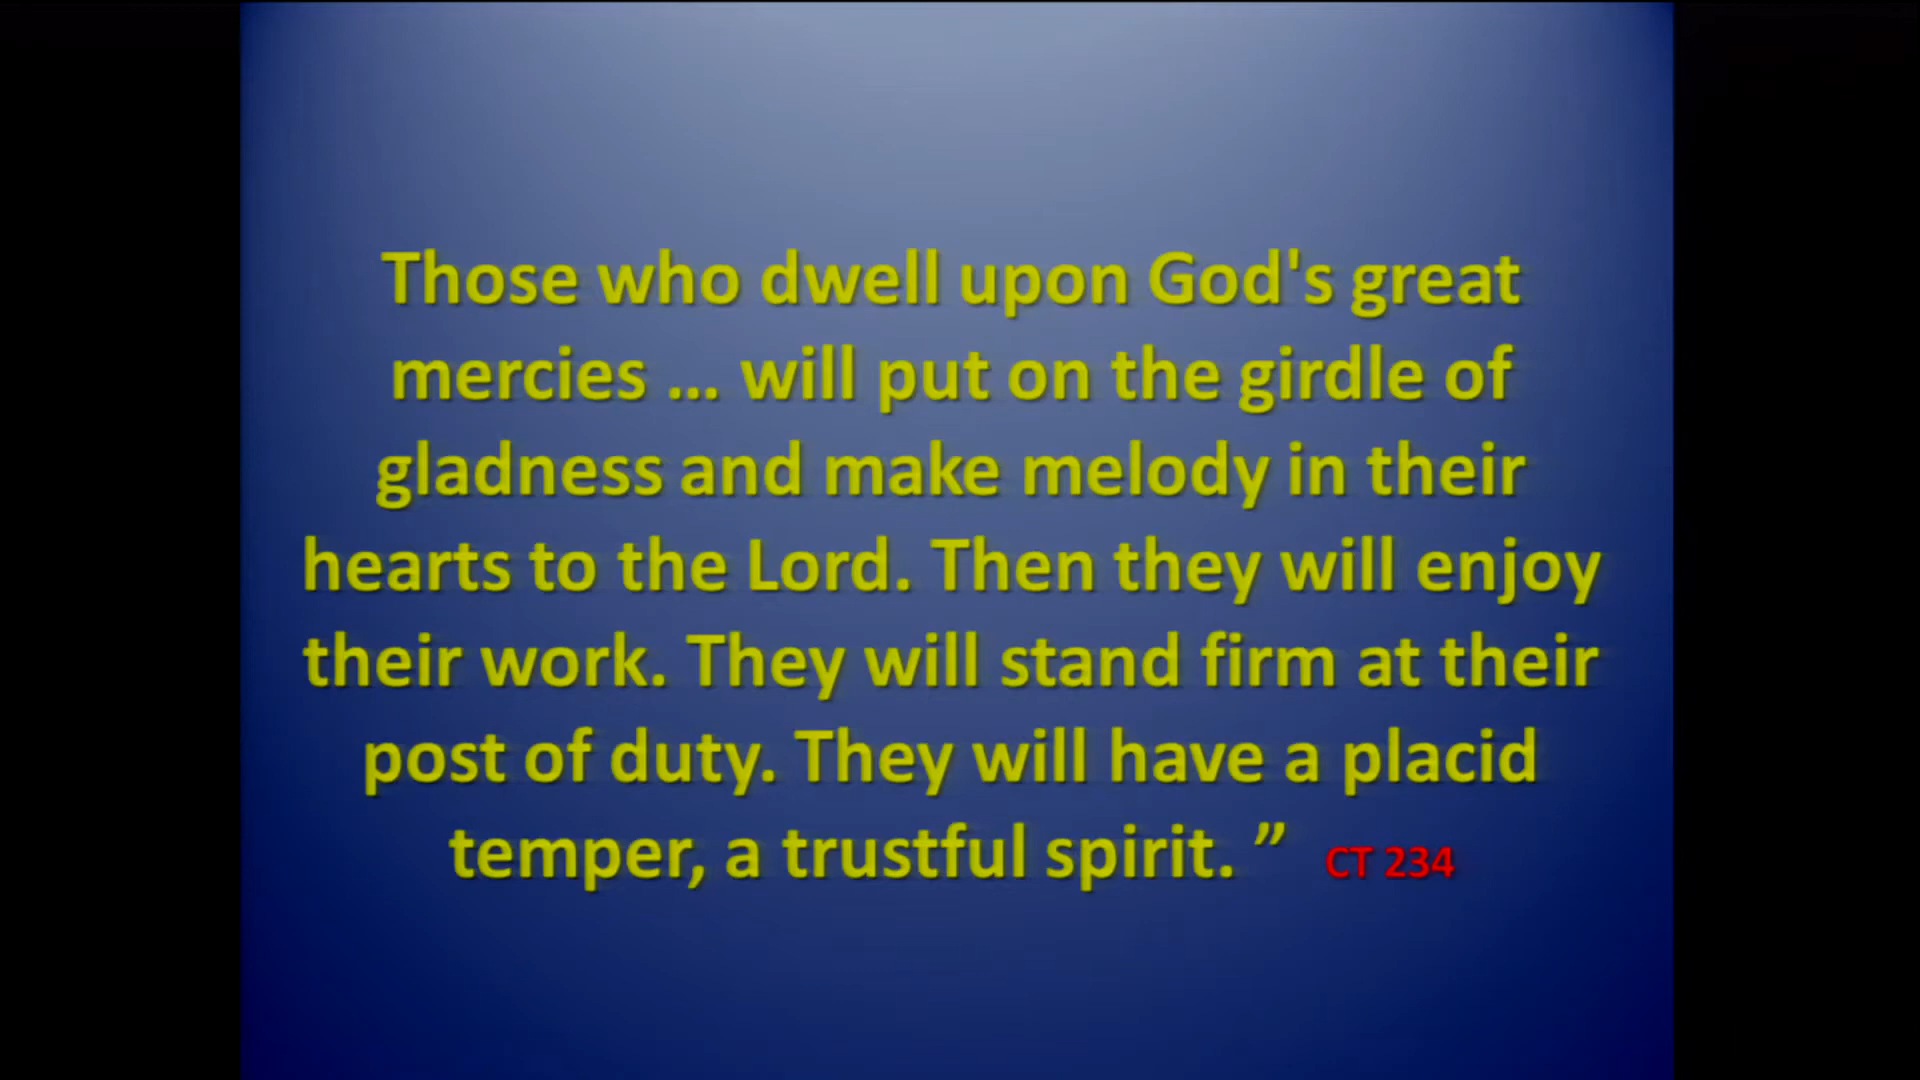 Those who dwell upon God's great
mercies ... will put on the girdle of
gladness and make melody in their
hearts to the Lord. Then they will enjoy
their work. They will stand firm at their
post of duty. They will have a placid
temper, a trustful spirit. ” CT 234